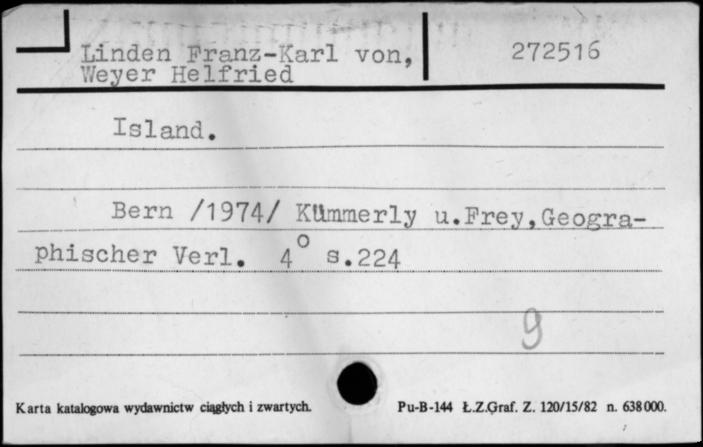 Linden Franz-Karl von, 272516
Weyer Helfried
Island.
Bern /1974/ Kümmerly u.Frey,Geogra-
phischer Verl. 4° s.224
9
Karta katalogowa wydawnictw ciągłych i zwartych. Pu-B-144 Ł.Z.Graf. Z. 120/15/82 n. 638000.